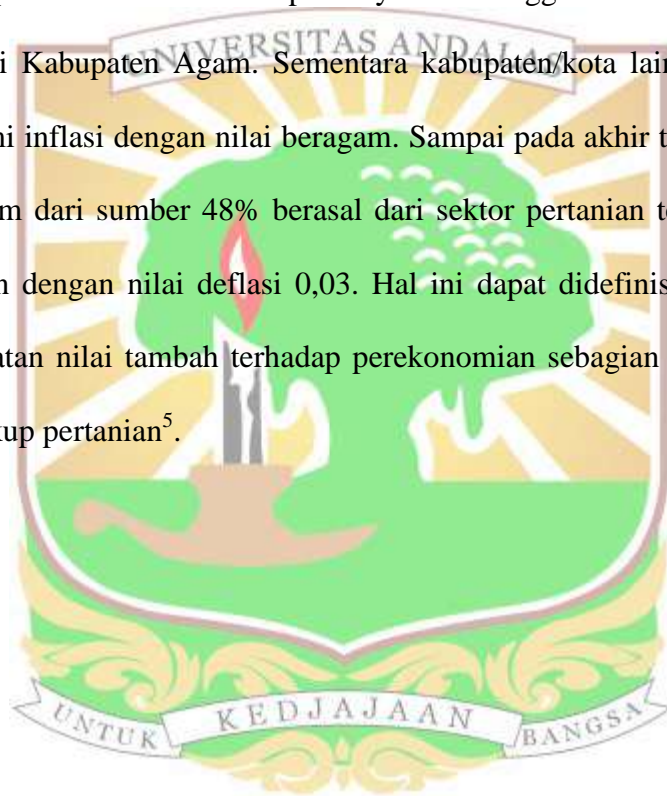 UNIVERSITAS ANDALAS
i Kabupaten Agam. Sementara kabupaten/kota lain
ni inflasi dengan nilai beragam. Sampai pada akhir t
m dari sumber 48% berasal dari sektor pertanian t
n dengan nilai deflasi 0,03. Hal ini dapat didefinis
atan nilai tambah terhadap perekonomian sebagian
kup pertanian⁵.
UNTUK KEDJAJAAN BANGSA